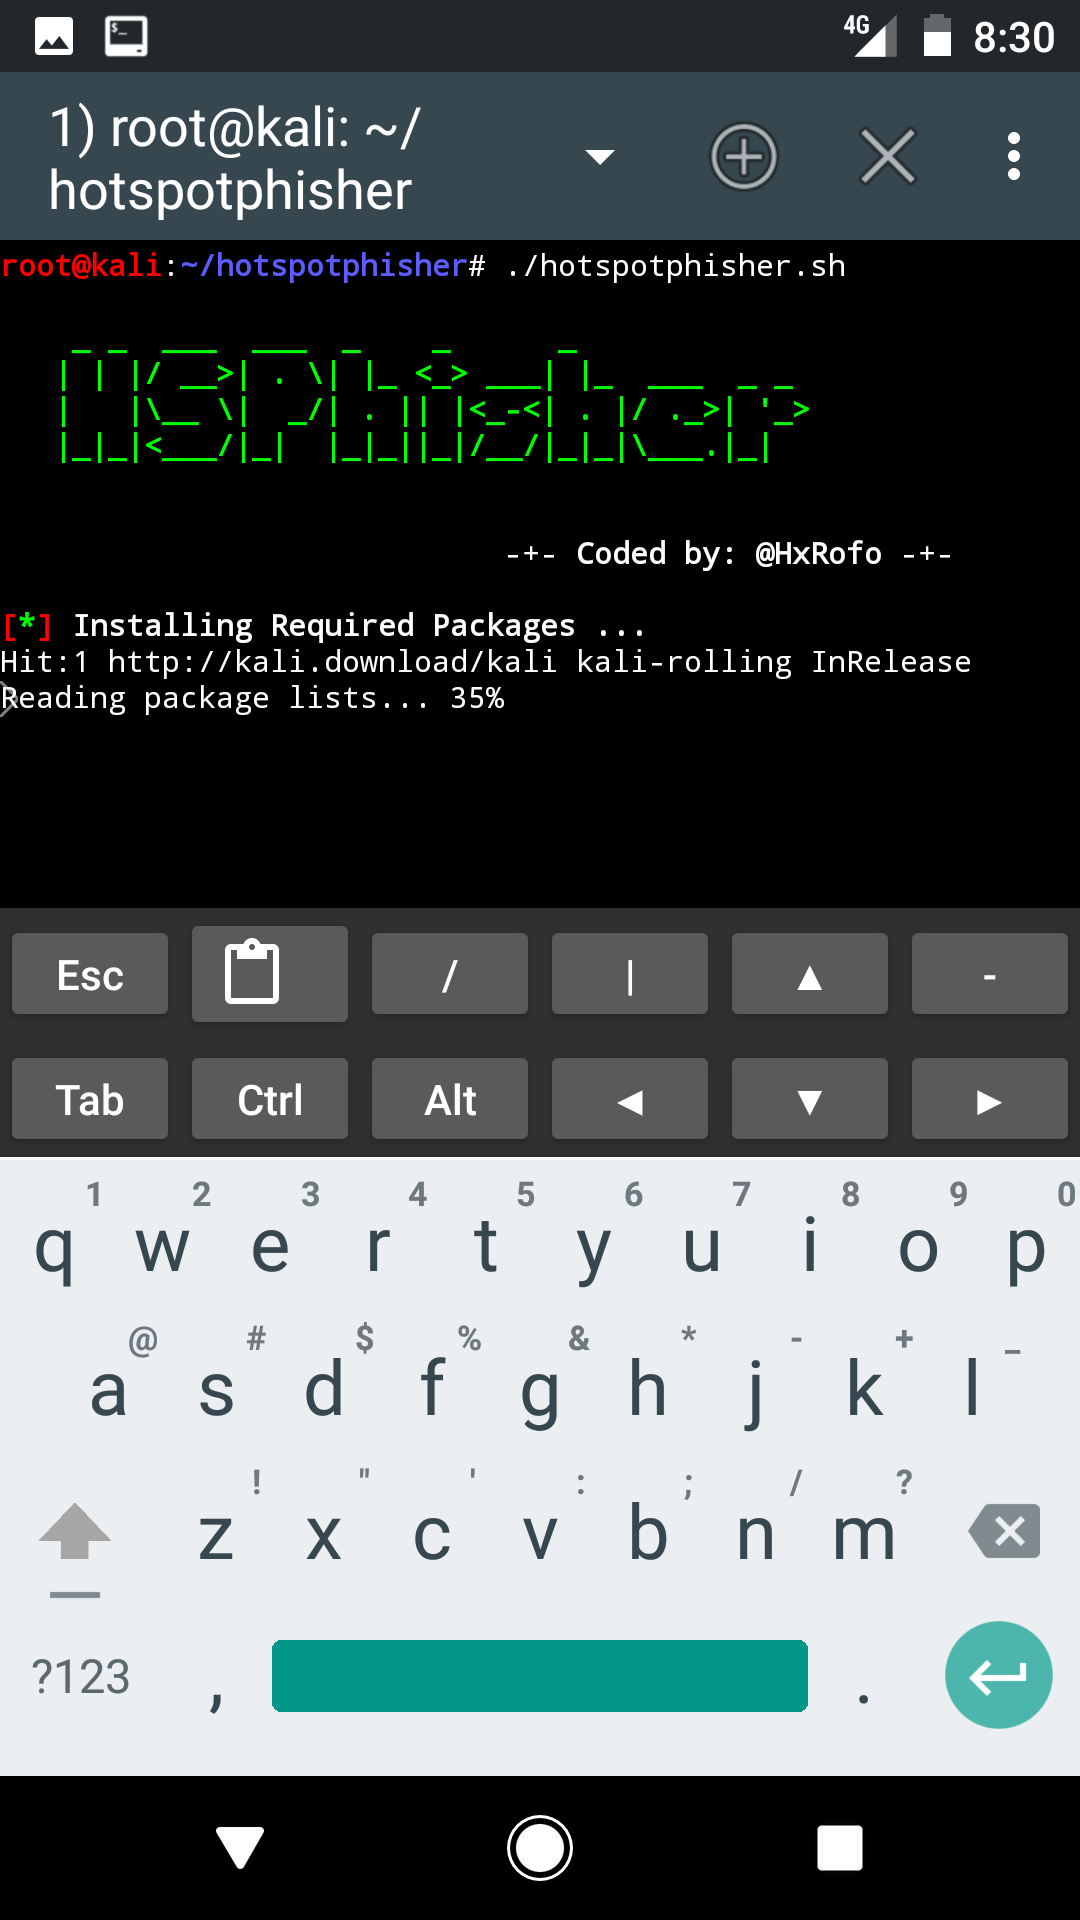 4G 8:30
1) root@kali: ~/
hotspotphisher
root@kali:~/hotspotphisher# ./hotspotphisher.sh
HSPhisher
-+- Coded by: @HxRofo -+-
[*] Installing Required Packages ...
Hit:1 http://kali.download/kali kali-rolling InRelease
Reading package lists... 35%
Esc / | ▲ -
Tab Ctrl Alt ◀ ▼ ▶
1 2 3 4 5 6 7 8 9 0
q w e r t y u i o p
@ # $ % & * - + _
a s d f g h j k l
! " ' : ; / ?
z x c v b n m
?123 , .